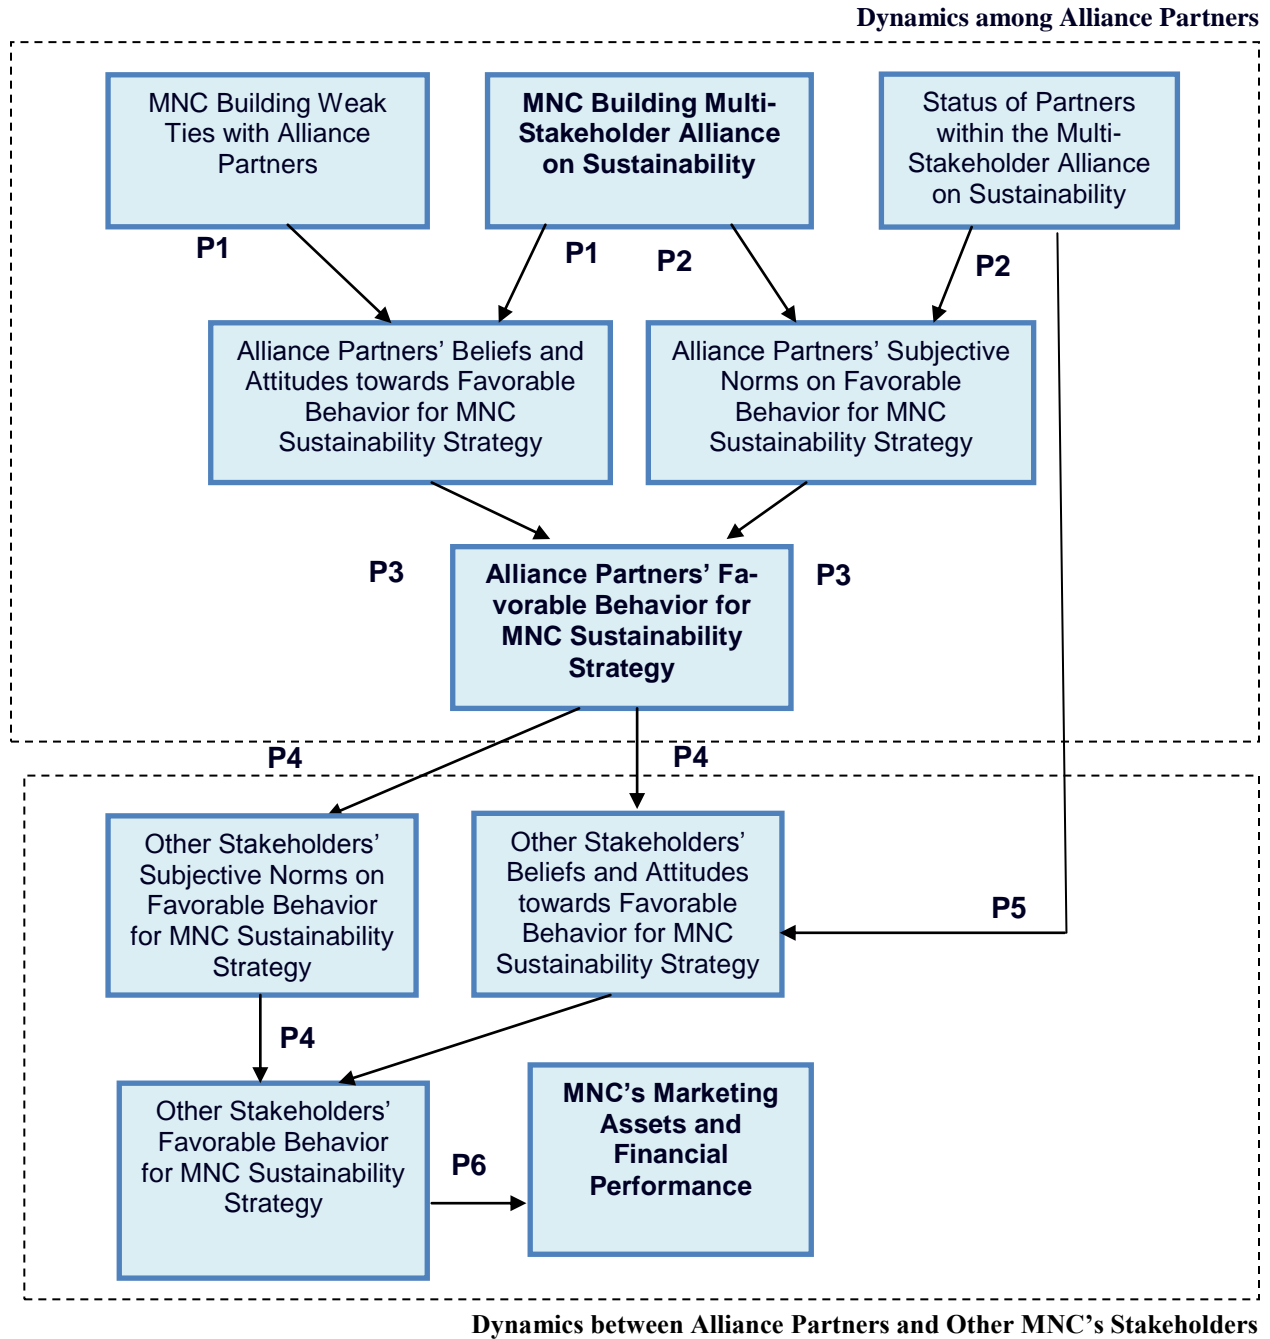 Dynamics among Alliance Partners
MNC Building Weak
Ties with Alliance
Partners
MNC Building Multi-
Stakeholder Alliance
on Sustainability
Status of Partners
within the Multi-
Stakeholder Alliance
on Sustainability
P1
P1
P2
P2
Alliance Partners’ Beliefs and
Attitudes towards Favorable
Behavior for MNC
Sustainability Strategy
Alliance Partners’ Subjective
Norms on Favorable
Behavior for MNC
Sustainability Strategy
P3
Alliance Partners’ Fa-
vorable Behavior for
MNC Sustainability
Strategy
P3
P4
P4
Other Stakeholders’
Subjective Norms on
Favorable Behavior
for MNC Sustainability
Strategy
Other Stakeholders’
Beliefs and Attitudes
towards Favorable
Behavior for MNC
Sustainability Strategy
P5
P4
Other Stakeholders’
Favorable Behavior
for MNC Sustainability
Strategy
P6
MNC’s Marketing
Assets and
Financial
Performance
Dynamics between Alliance Partners and Other MNC’s Stakeholders